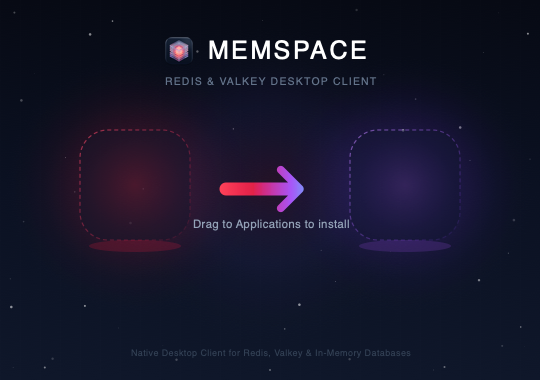 MEMSPACE
REDIS & VALKEY DESKTOP CLIENT
Drag to Applications to install
Native Desktop Client for Redis, Valkey & In-Memory Databases